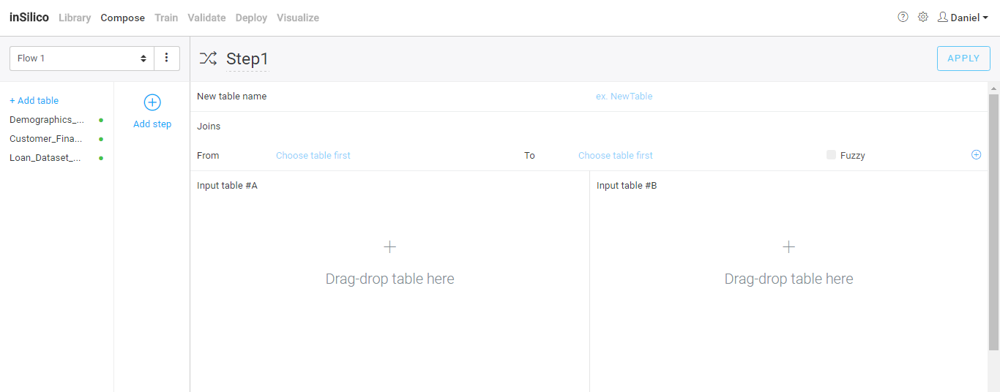 inSilico Library Compose Train Validate Deploy Visualize Daniel
Flow 1
Step1
APPLY
+ Add table
Demographics_...
Customer_Fina...
Loan_Dataset_...
Add step
New table name ex. NewTable
Joins
From Choose table first To Choose table first Fuzzy
Input table #A
Input table #B
Drag-drop table here
Drag-drop table here